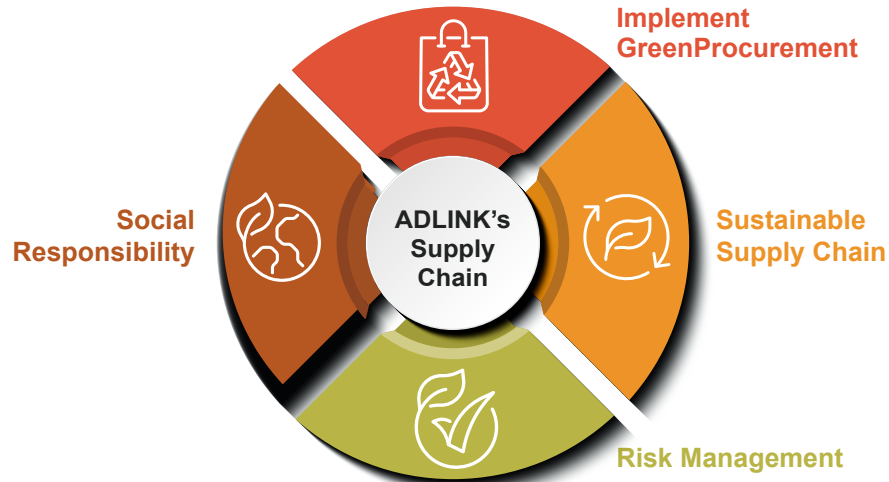 Implement
GreenProcurement
Social
Responsibility
ADLINK’s
Supply
Chain
Sustainable
Supply Chain
Risk Management